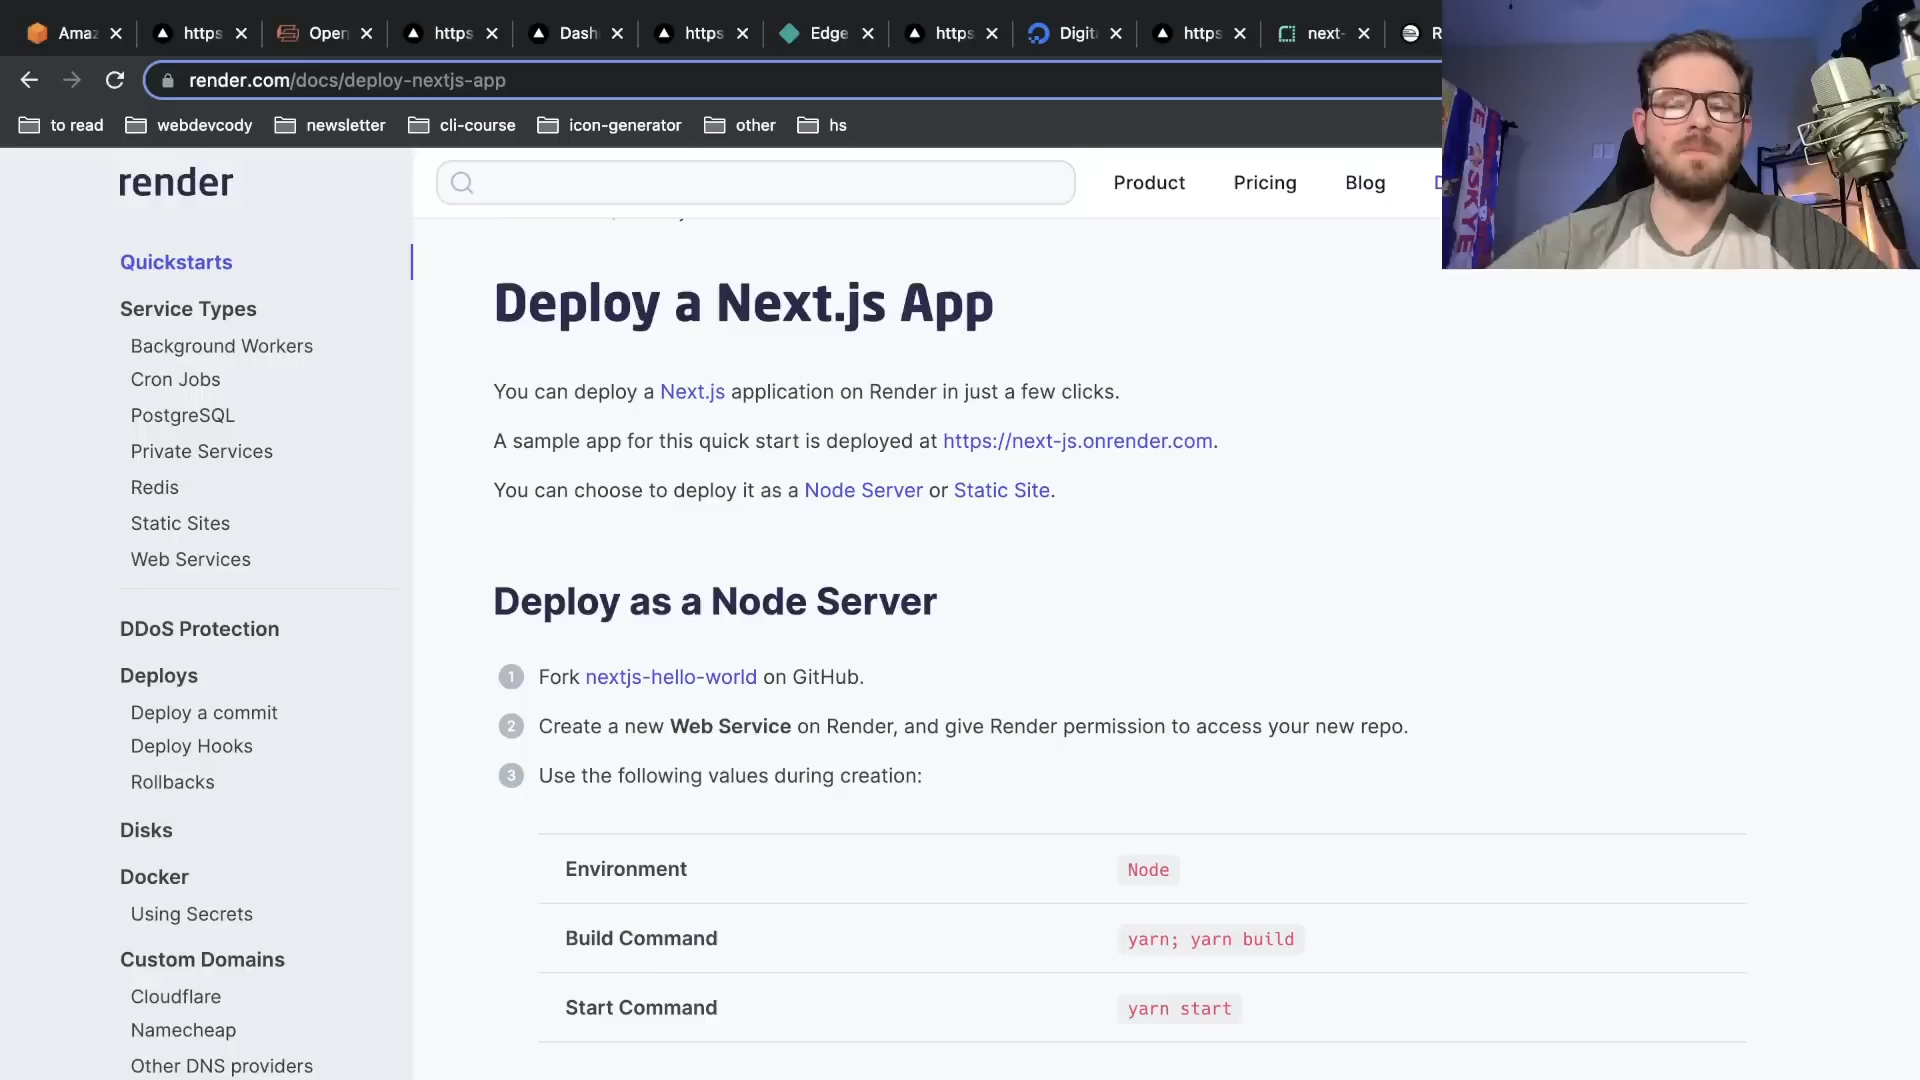 Amaz
https
Open
https
Dash
https
Edge
https
Digit
https
next-
R
render.com/docs/deploy-nextjs-app
to read
webdevcody
newsletter
cli-course
icon-generator
other
hs
render
Product
Pricing
Blog
Quickstarts
Service Types
Background Workers
Cron Jobs
PostgreSQL
Private Services
Redis
Static Sites
Web Services
DDoS Protection
Deploys
Deploy a commit
Deploy Hooks
Rollbacks
Disks
Docker
Using Secrets
Custom Domains
Cloudflare
Namecheap
Other DNS providers
Deploy a Next.js App
You can deploy a Next.js application on Render in just a few clicks.
A sample app for this quick start is deployed at https://next-js.onrender.com.
You can choose to deploy it as a Node Server or Static Site.
Deploy as a Node Server
1 Fork nextjs-hello-world on GitHub.
2 Create a new Web Service on Render, and give Render permission to access your new repo.
3 Use the following values during creation:
Environment Node
Build Command yarn; yarn build
Start Command yarn start